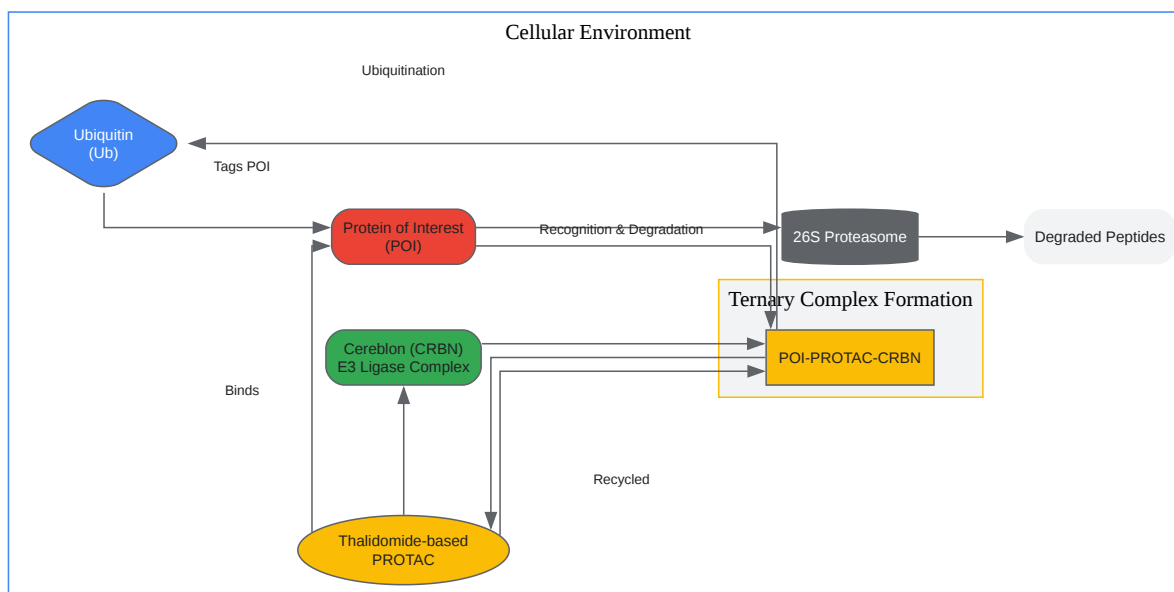 Cellular Environment
Ubiquitination
Ubiquitin
(Ub)
Tags POI
Protein of Interest
(POI)
Recognition & Degradation
26S Proteasome
Degraded Peptides
Ternary Complex Formation
Cereblon (CRBN)
E3 Ligase Complex
POI-PROTAC-CRBN
Binds
Recycled
Thalidomide-based
PROTAC